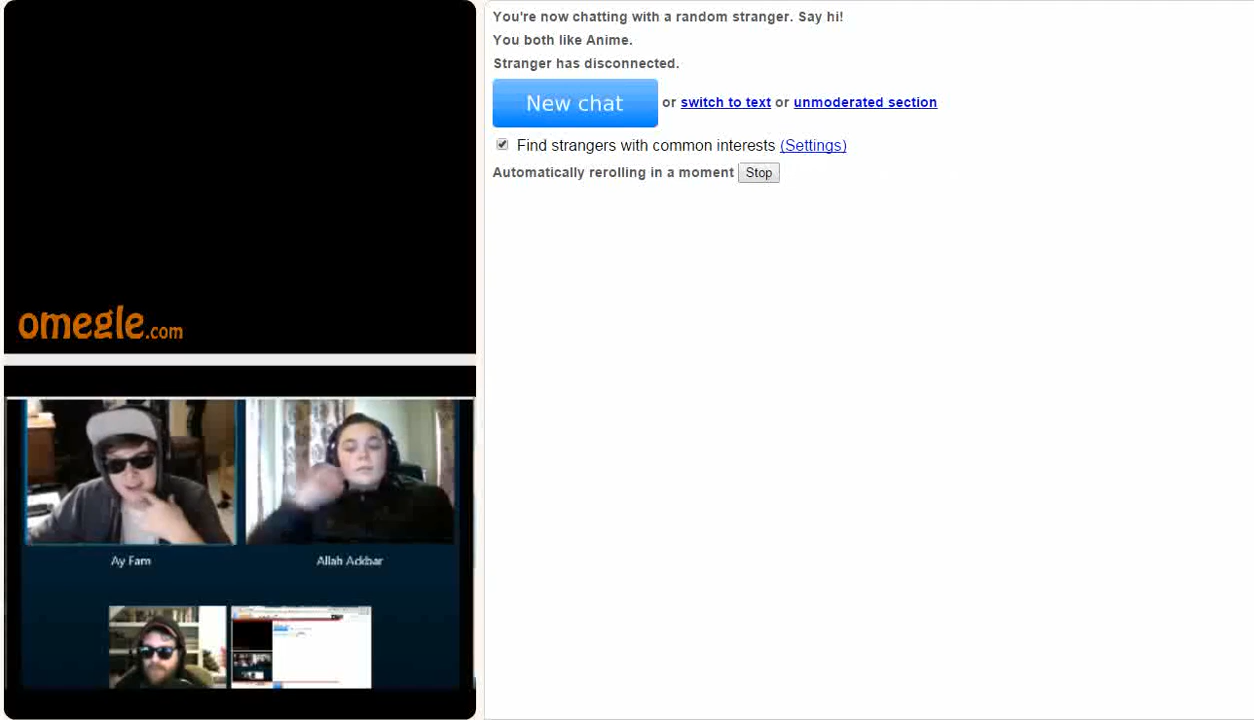 You're now chatting with a random stranger. Say hi!
You both like Anime.
Stranger has disconnected.
New chat or switch to text or unmoderated section
Find strangers with common interests (Settings)
Automatically rerolling in a moment Stop
omegle.com
Ay Fam Allah Ackbar